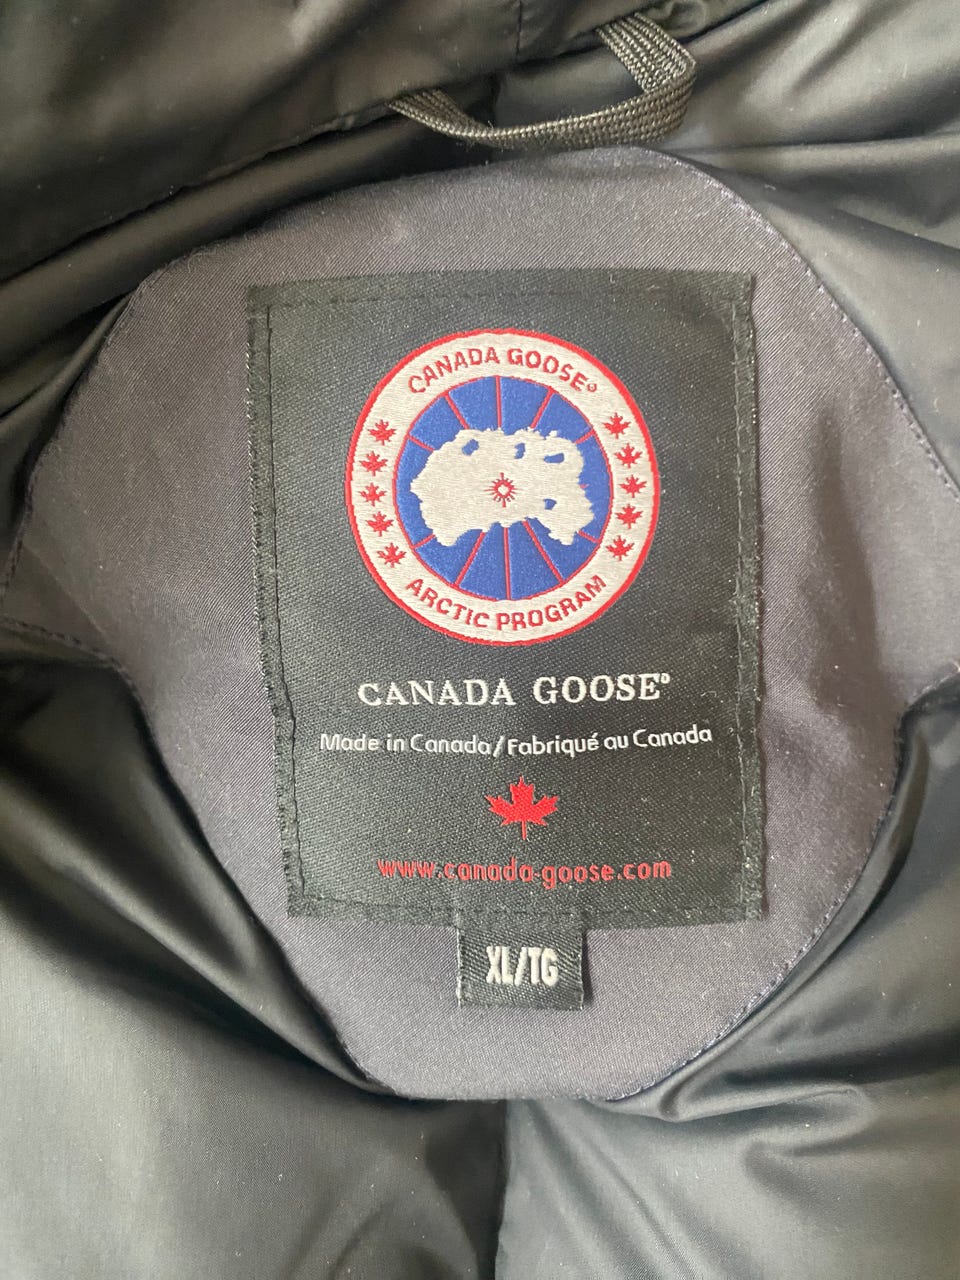 CANADA GOOSE®
ARCTIC PROGRAM
CANADA GOOSE®
Made in Canada/Fabriqué au Canada
www.canada-goose.com
XL/TG